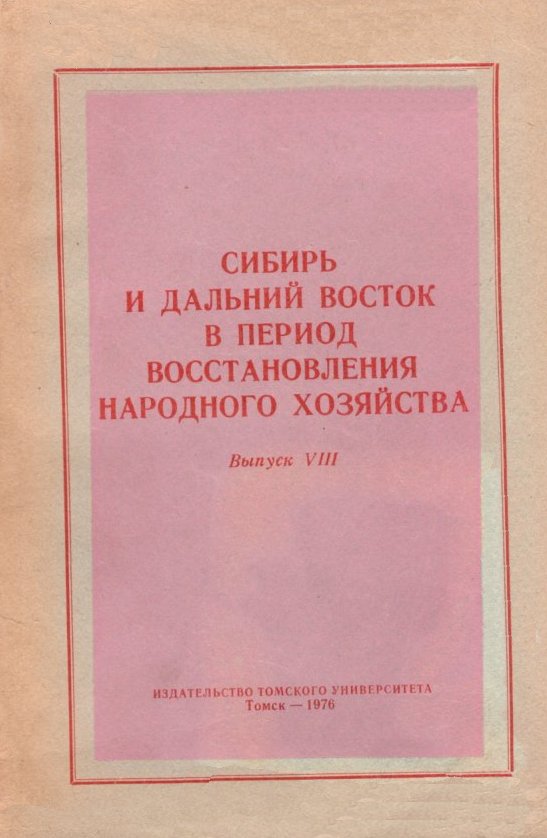 СИБИРЬ
И ДАЛЬНИЙ ВОСТОК
В ПЕРИОД
ВОССТАНОВЛЕНИЯ
НАРОДНОГО ХОЗЯЙСТВА
Выпуск VIII
ИЗДАТЕЛЬСТВО ТОМСКОГО УНИВЕРСИТЕТА
Томск — 1976